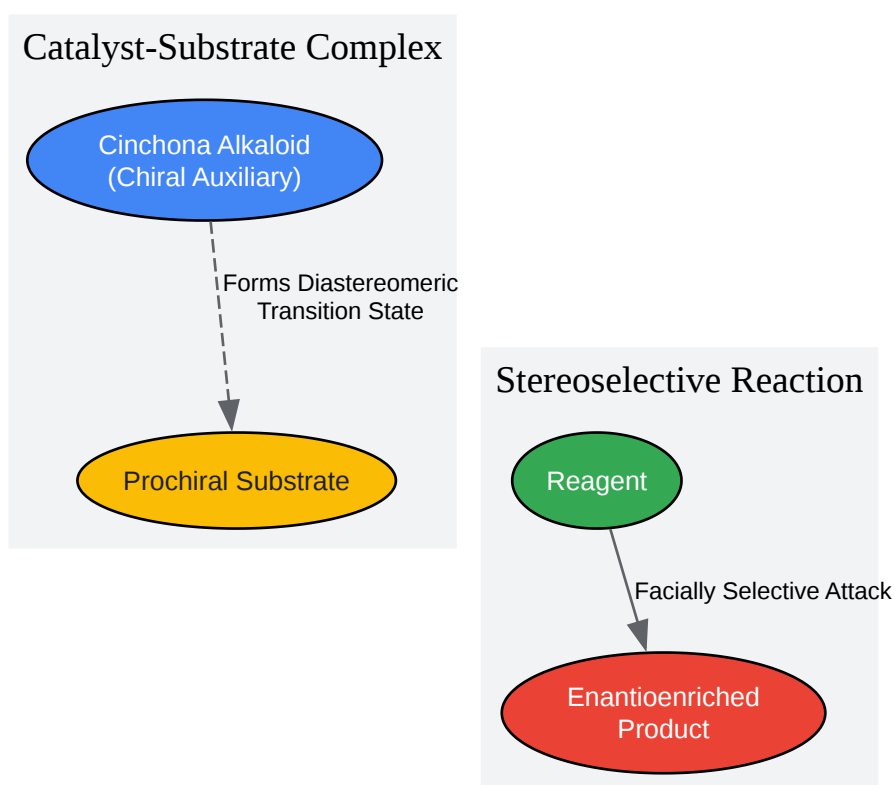 Catalyst-Substrate Complex
Cinchona Alkaloid
(Chiral Auxiliary)
Forms Diastereomeric
Transition State
Prochiral Substrate
Stereoselective Reaction
Reagent
Facially Selective Attack
Enantioenriched
Product